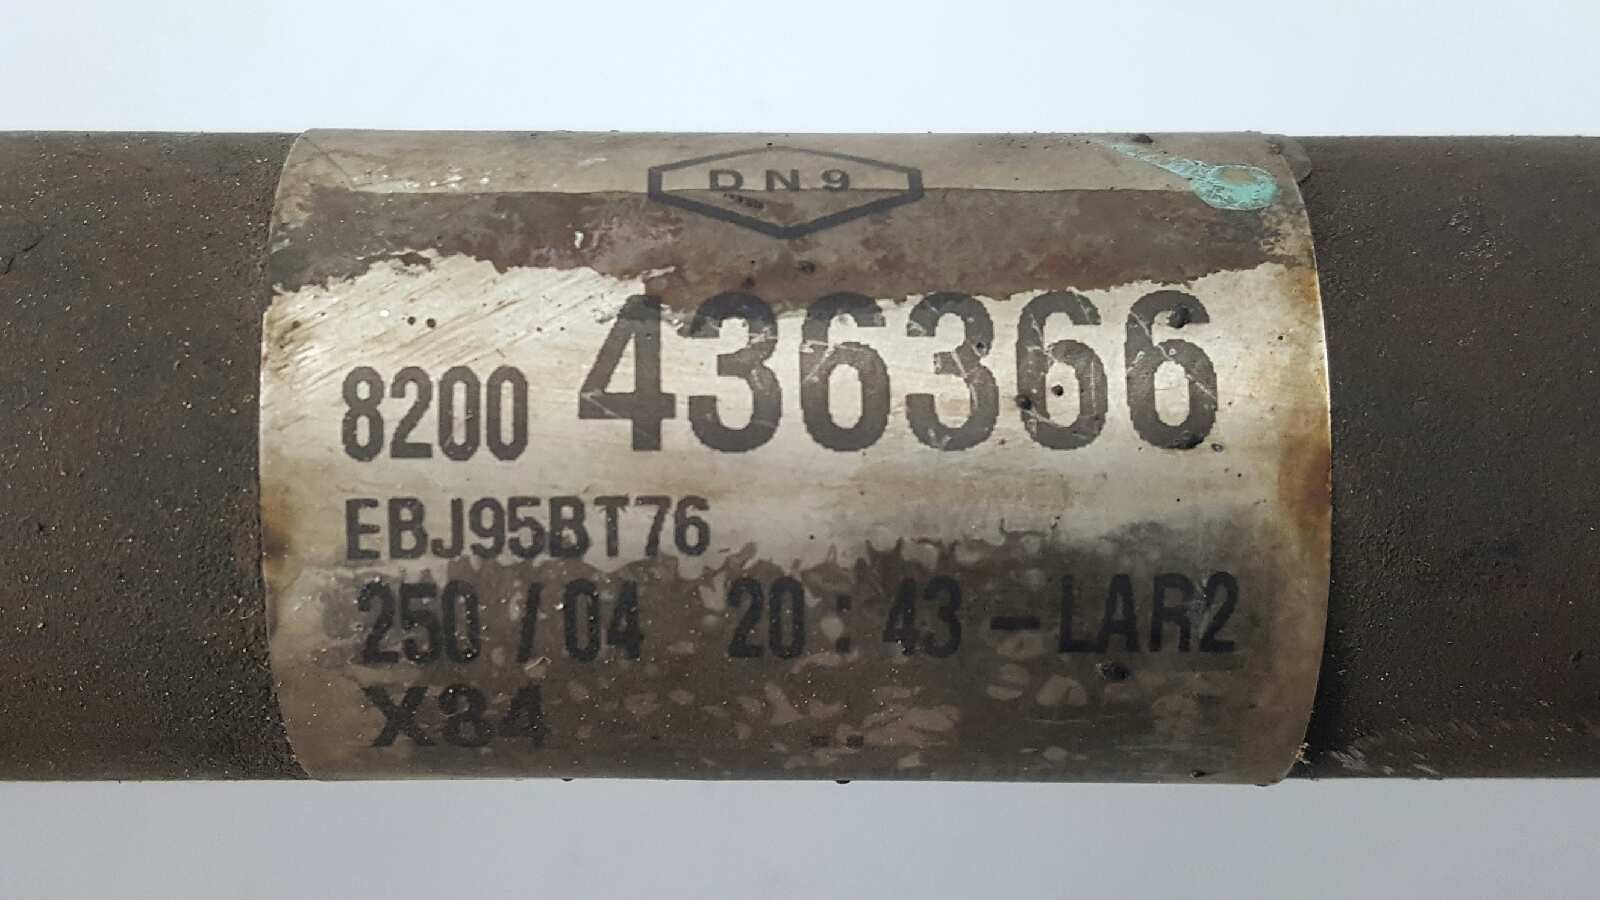 DN9
8200 436366
EBJ95BT76
250 / 04 20 : 43 - LAR2
X84